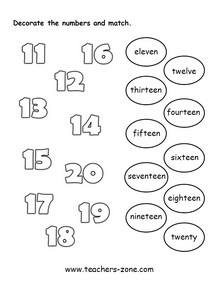 Decorate the numbers and match.
11 16
12
13
14
15
20
17
19
18
eleven
twelve
thirteen
fourteen
fifteen
sixteen
seventeen
eighteen
nineteen
twenty
www.teachers-zone.com